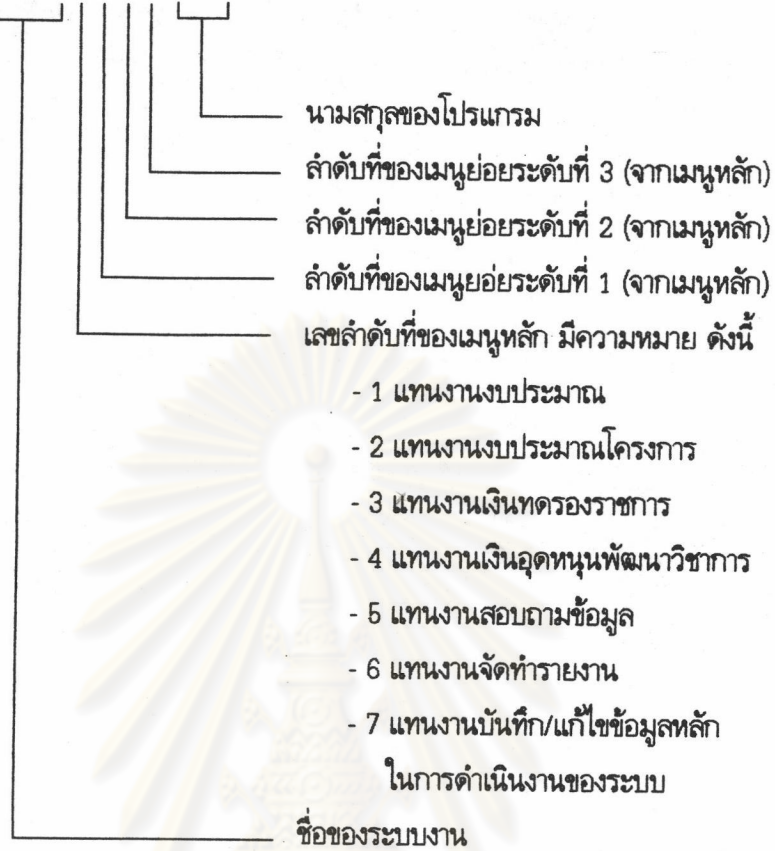 นามสกุลของโปรแกรม
ลำดับที่ของเมนูย่อยระดับที่ 3 (จากเมนูหลัก)
ลำดับที่ของเมนูย่อยระดับที่ 2 (จากเมนูหลัก)
ลำดับที่ของเมนูยอ่ยระดับที่ 1 (จากเมนูหลัก)
เลขลำดับที่ของเมนูหลัก มีความหมาย ดังนี้
- 1 แทนงานงบประมาณ
- 2 แทนงานงบประมาณโครงการ
- 3 แทนงานเงินทดรองราชการ
- 4 แทนงานเงินอุดหนุนพัฒนาวิชาการ
- 5 แทนงานสอบถามข้อมูล
- 6 แทนงานจัดทำรายงาน
- 7 แทนงานบันทึก/แก้ไขข้อมูลหลัก
ในการดำเนินงานของระบบ
ชื่อของระบบงาน